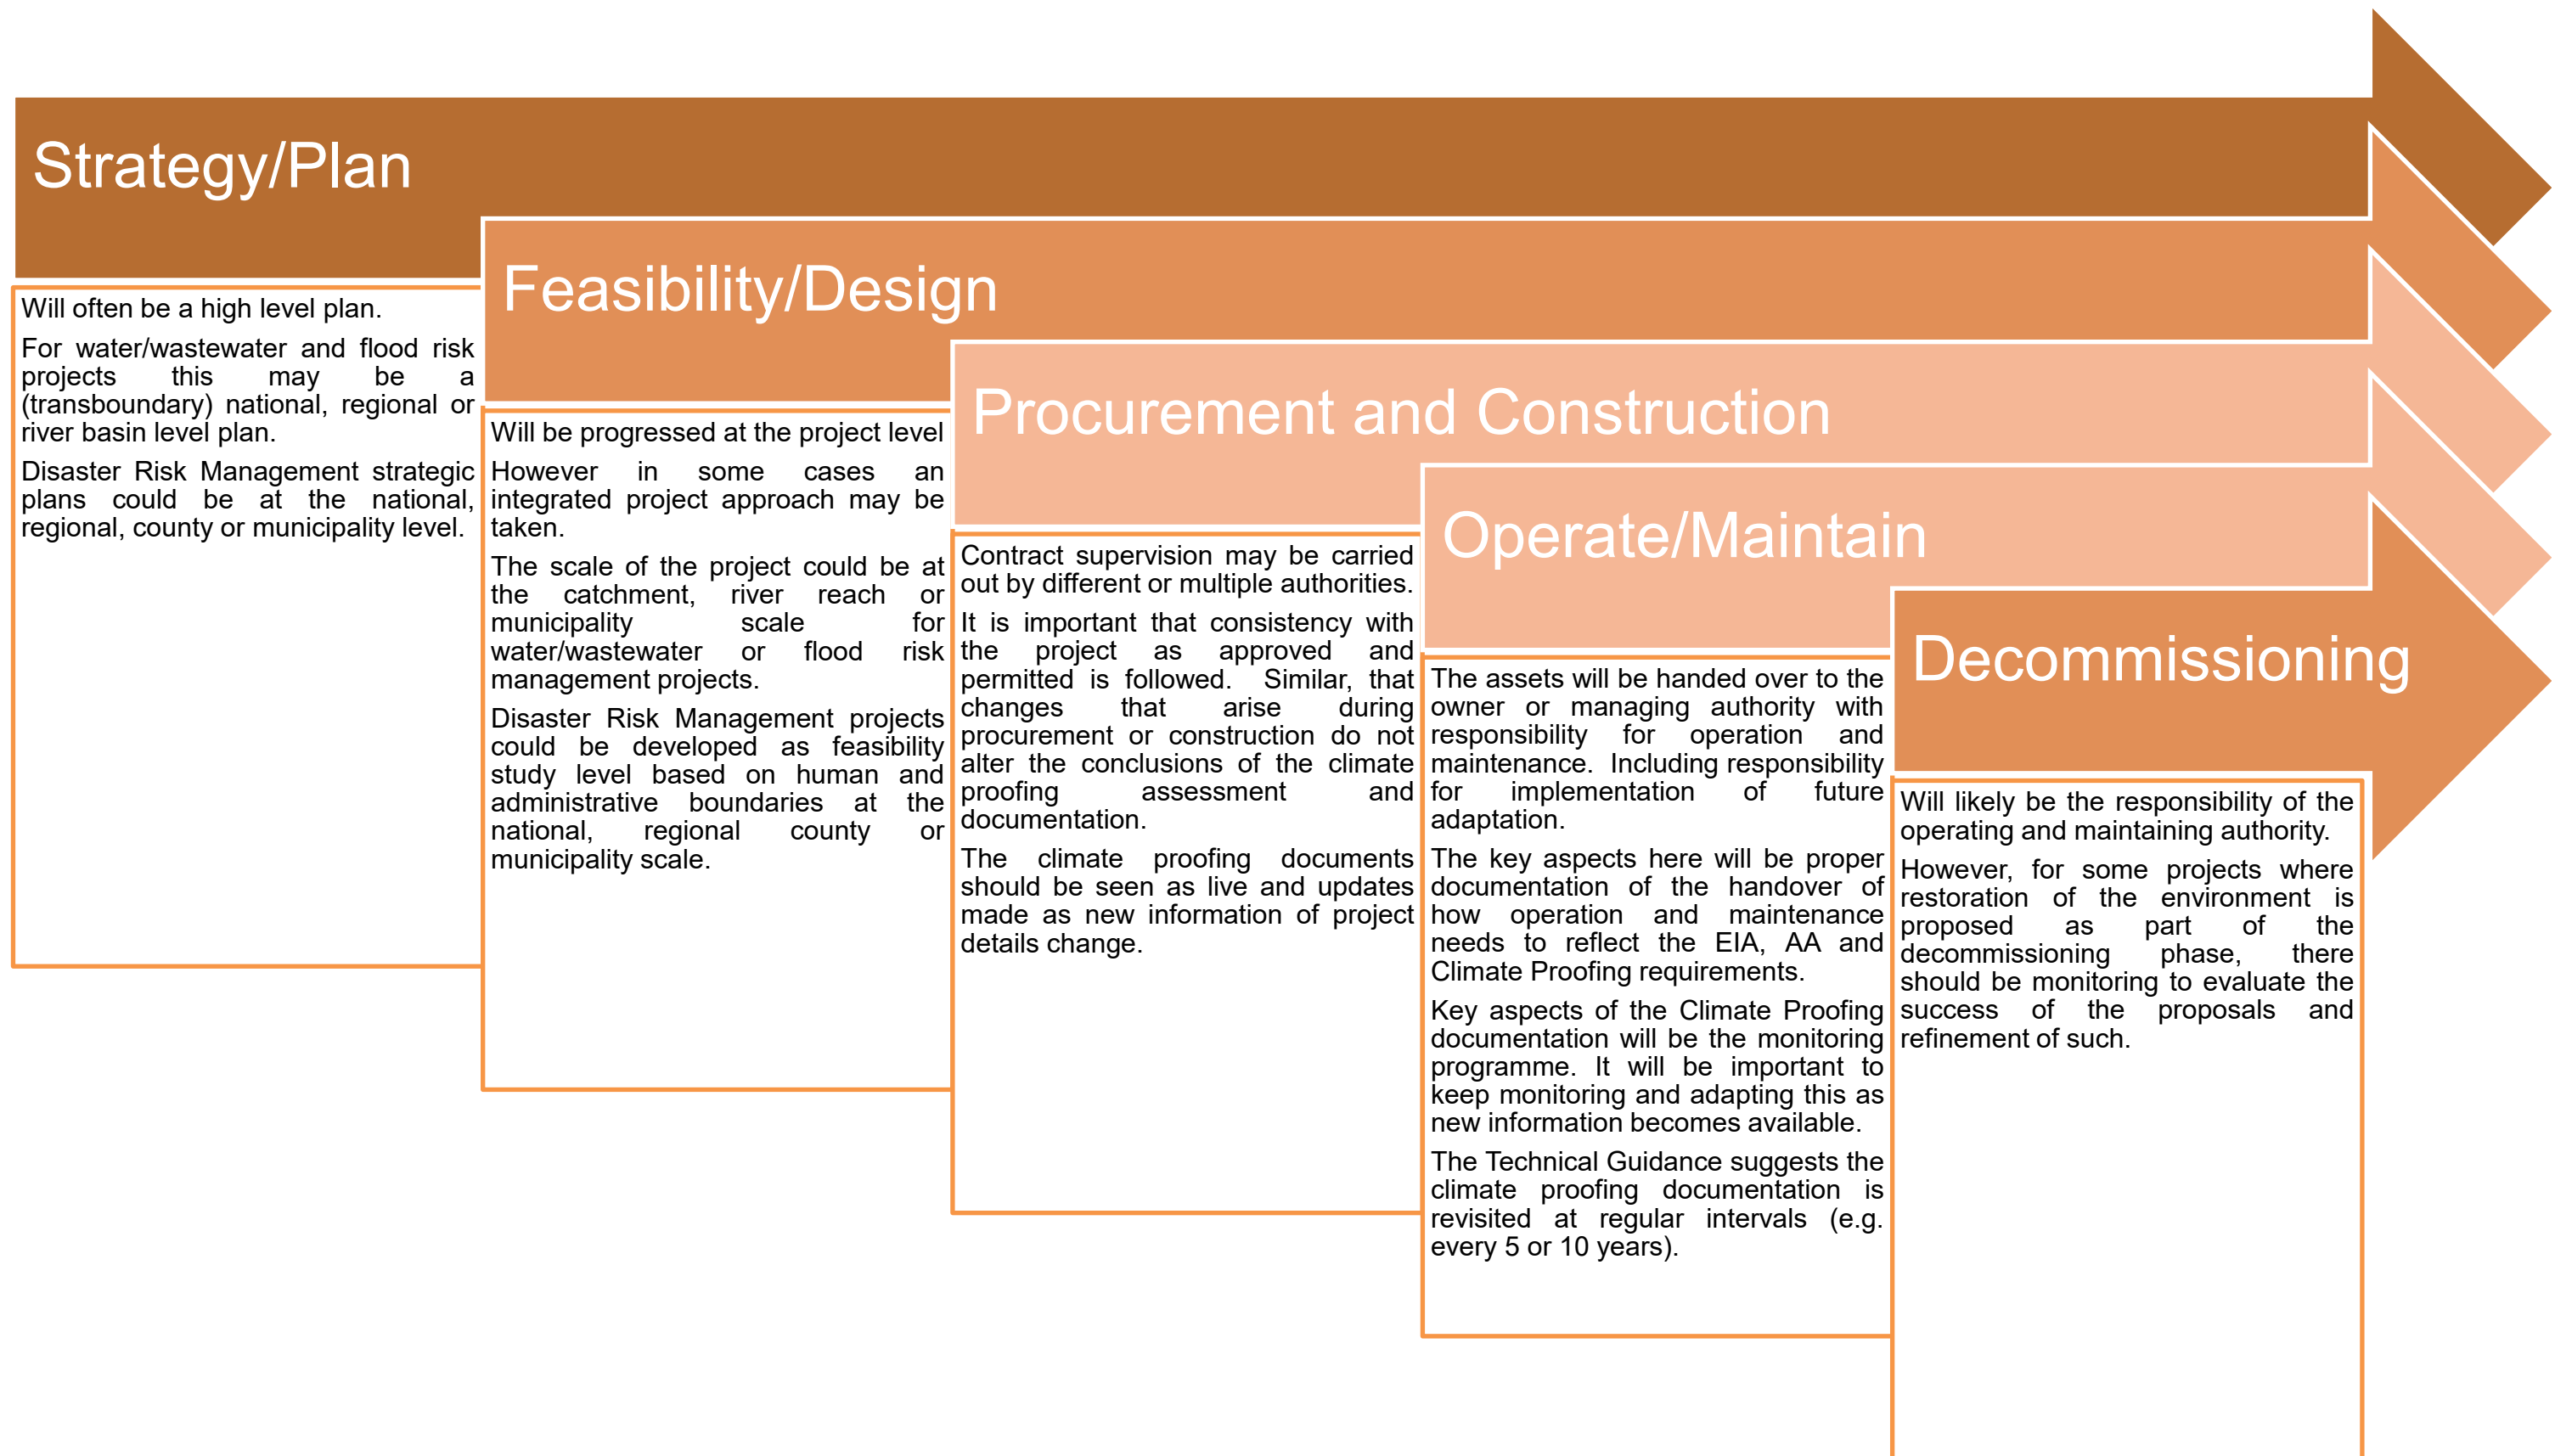 Strategy/Plan
Will often be a high level plan.
For water/wastewater and flood risk
projects this may be a
(transboundary) national, regional or
river basin level plan.
Disaster Risk Management strategic
plans could be at the national,
regional, county or municipality level.
Feasibility/Design
Will be progressed at the project level
However in some cases an
integrated project approach may be
taken.
The scale of the project could be at
the catchment, river reach or
municipality scale for
water/wastewater or flood risk
management projects.
Disaster Risk Management projects
could be developed as feasibility
study level based on human and
administrative boundaries at the
national, regional county or
municipality scale.
Procurement and Construction
Contract supervision may be carried
out by different or multiple authorities.
It is important that consistency with
the project as approved and
permitted is followed. Similar, that
changes that arise during
procurement or construction do not
alter the conclusions of the climate
proofing assessment and
documentation.
The climate proofing documents
should be seen as live and updates
made as new information of project
details change.
Operate/Maintain
The assets will be handed over to the
owner or managing authority with
responsibility for operation and
maintenance. Including responsibility
for implementation of future
adaptation.
The key aspects here will be proper
documentation of the handover of
how operation and maintenance
needs to reflect the EIA, AA and
Climate Proofing requirements.
Key aspects of the Climate Proofing
documentation will be the monitoring
programme. It will be important to
keep monitoring and adapting this as
new information becomes available.
The Technical Guidance suggests the
climate proofing documentation is
revisited at regular intervals (e.g.
every 5 or 10 years).
Decommissioning
Will likely be the responsibility of the
operating and maintaining authority.
However, for some projects where
restoration of the environment is
proposed as part of the
decommissioning phase, there
should be monitoring to evaluate the
success of the proposals and
refinement of such.